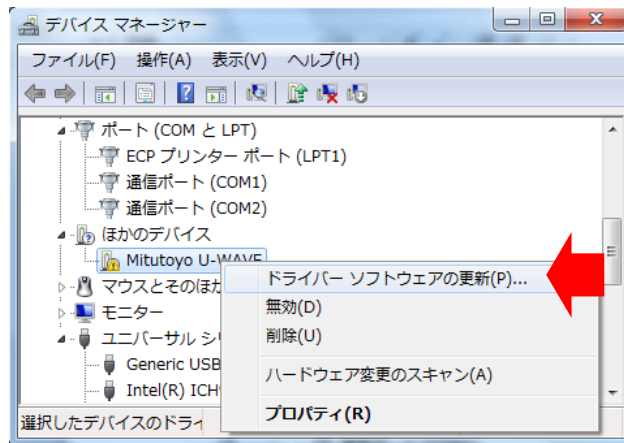 デバイス マネージャー
ファイル(F) 操作(A) 表示(V) ヘルプ(H)
ポート (COM と LPT)
ECP プリンター ポート (LPT1)
通信ポート (COM1)
通信ポート (COM2)
ほかのデバイス
Mitutoyo U-WAVE
ドライバー ソフトウェアの更新(P)...
マウスとそのほか
無効(D)
モニター
削除(U)
ユニバーサル シ
Generic USB
ハードウェア変更のスキャン(A)
Intel(R) ICH
プロパティ(R)
選択したデバイスのドライ